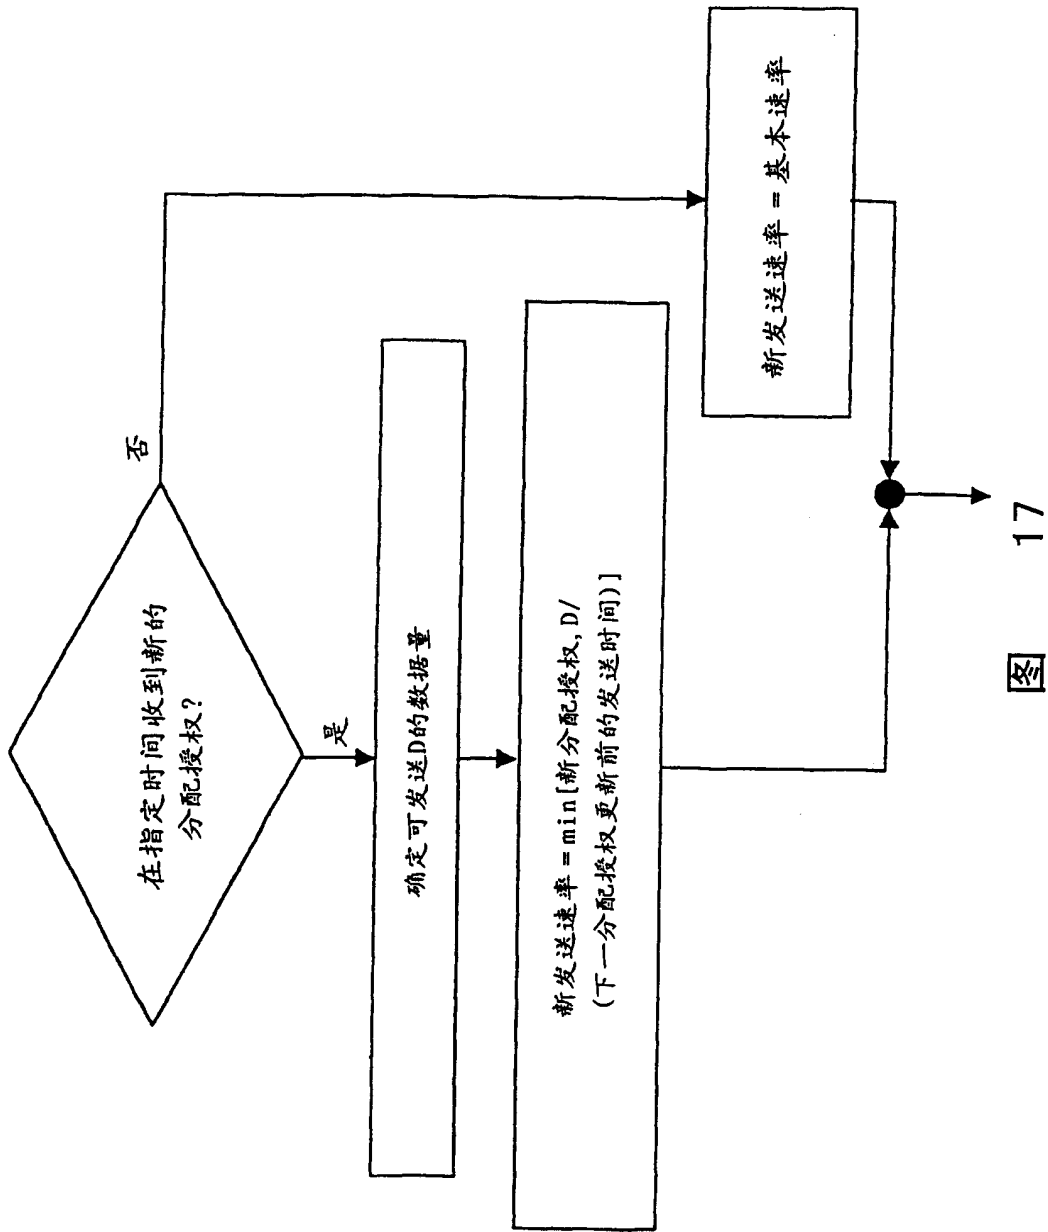 在指定时间收到新的
分配授权?
否
是
确定可发送D的数据量
新发送速率=min[新分配授权,D/
(下一分配授权更新前的发送时间)]
新发送速率=基本速率
图 17